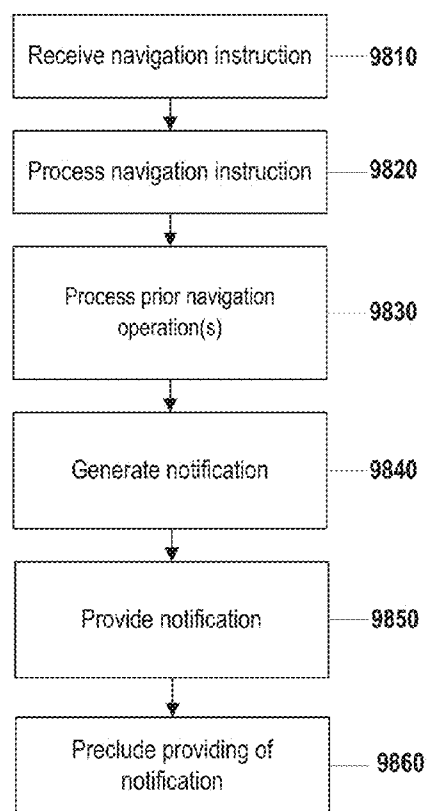 Receive navigation instruction 9810
Process navigation instruction 9820
Process prior navigation
operation(s)
9830
Generate notification 9840
Provide notification 9850
Preclude providing of
notification
9860